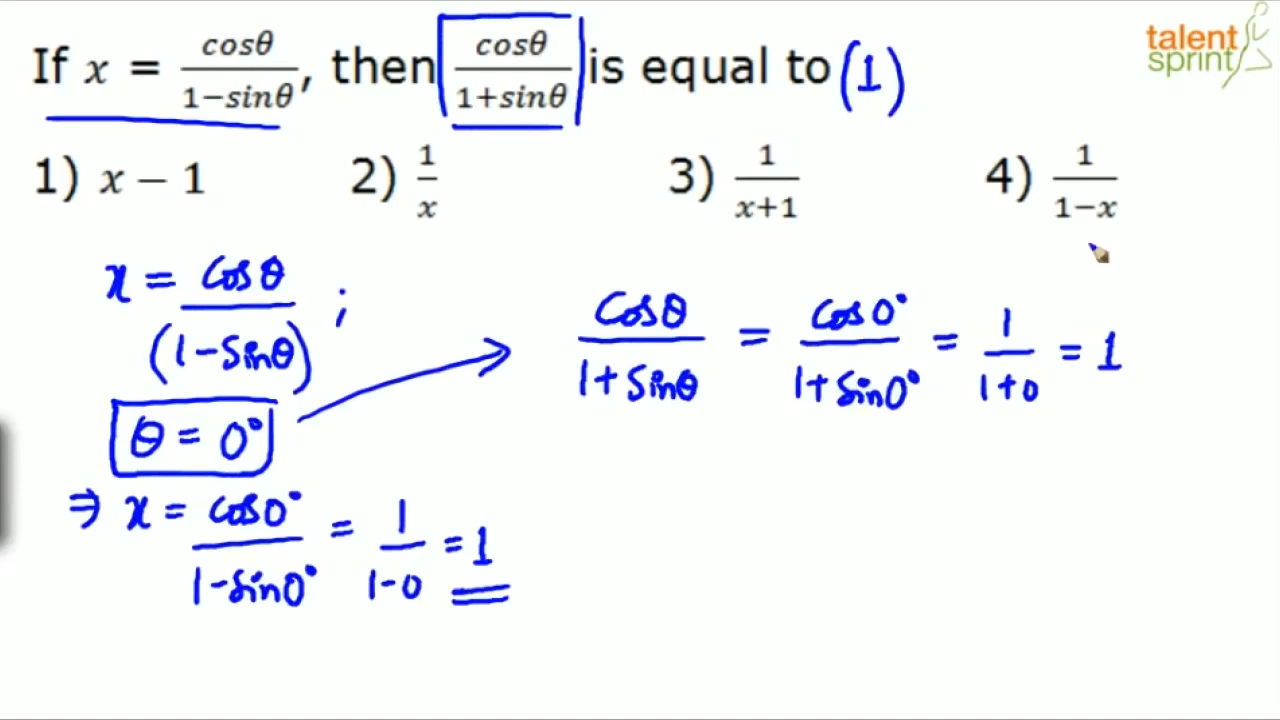 talent
sprint
If x = cosθ/1−sinθ, then cosθ/1+sinθ is equal to (1)
1) x − 1 2) 1/x 3) 1/x+1 4) 1/1−x
x = cosθ/(1−sinθ) ;
cosθ/1+sinθ = cos0°/1+sin0° = 1/1+0 = 1
θ = 0°
⇒ x = cos0°/1−sin0° = 1/1−0 = 1